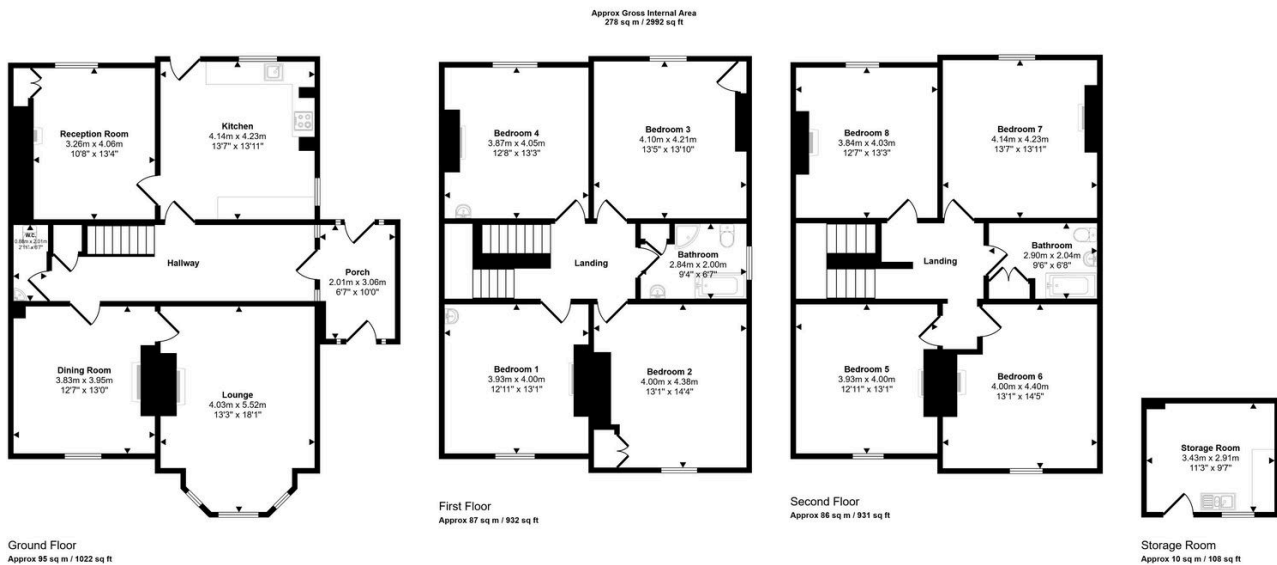 Approx Gross Internal Area
278 sq m / 2992 sq ft
Reception Room
3.26m x 4.06m
10'8" x 13'4"
Kitchen
4.14m x 4.23m
13'7" x 13'11"
W.C.
0.88m x 2.01m
2'11" x 6'7"
Hallway
Porch
2.01m x 3.06m
6'7" x 10'0"
Dining Room
3.83m x 3.95m
12'7" x 13'0"
Lounge
4.03m x 5.52m
13'3" x 18'1"
Ground Floor
Approx 95 sq m / 1022 sq ft
Bedroom 4
3.87m x 4.05m
12'8" x 13'3"
Bedroom 3
4.10m x 4.21m
13'5" x 13'10"
Landing
Bathroom
2.84m x 2.00m
9'4" x 6'7"
Bedroom 1
3.93m x 4.00m
12'11" x 13'1"
Bedroom 2
4.00m x 4.38m
13'1" x 14'4"
First Floor
Approx 87 sq m / 932 sq ft
Bedroom 8
3.84m x 4.03m
12'7" x 13'3"
Bedroom 7
4.14m x 4.23m
13'7" x 13'11"
Landing
Bathroom
2.90m x 2.04m
9'6" x 6'8"
Bedroom 5
3.93m x 4.00m
12'11" x 13'1"
Bedroom 6
4.00m x 4.40m
13'1" x 14'5"
Second Floor
Approx 86 sq m / 931 sq ft
Storage Room
3.43m x 2.91m
11'3" x 9'7"
Storage Room
Approx 10 sq m / 108 sq ft